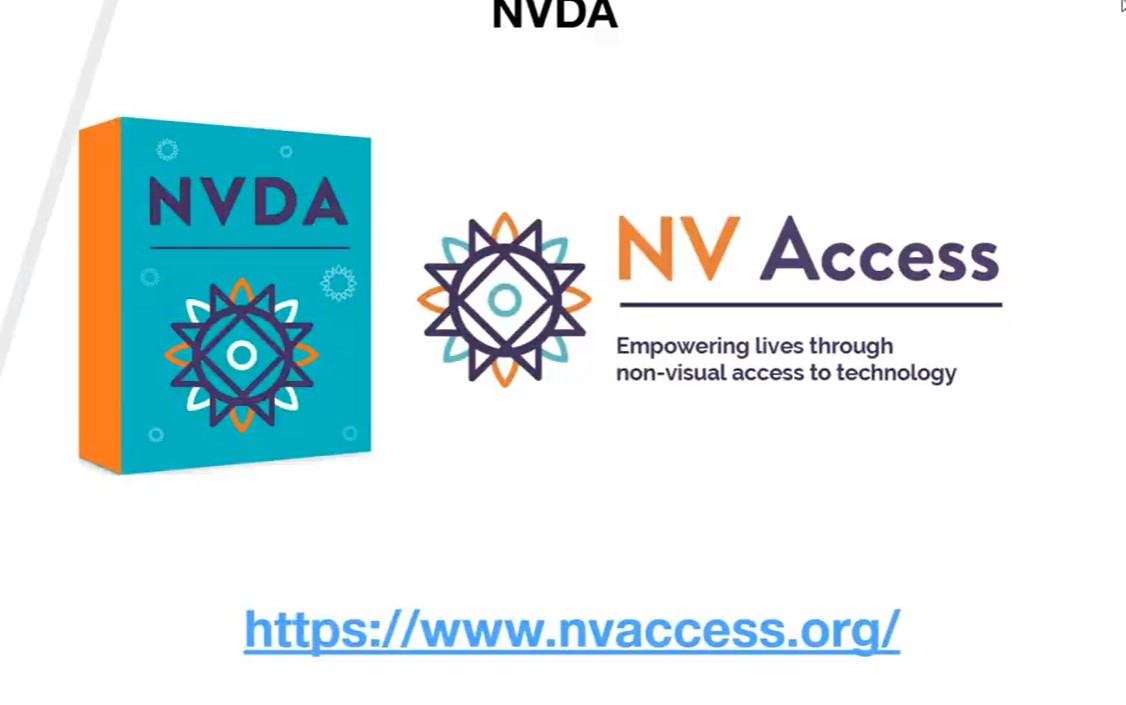 NVDA
NVDA
NV Access
Empowering lives through
non-visual access to technology
https://www.nvaccess.org/